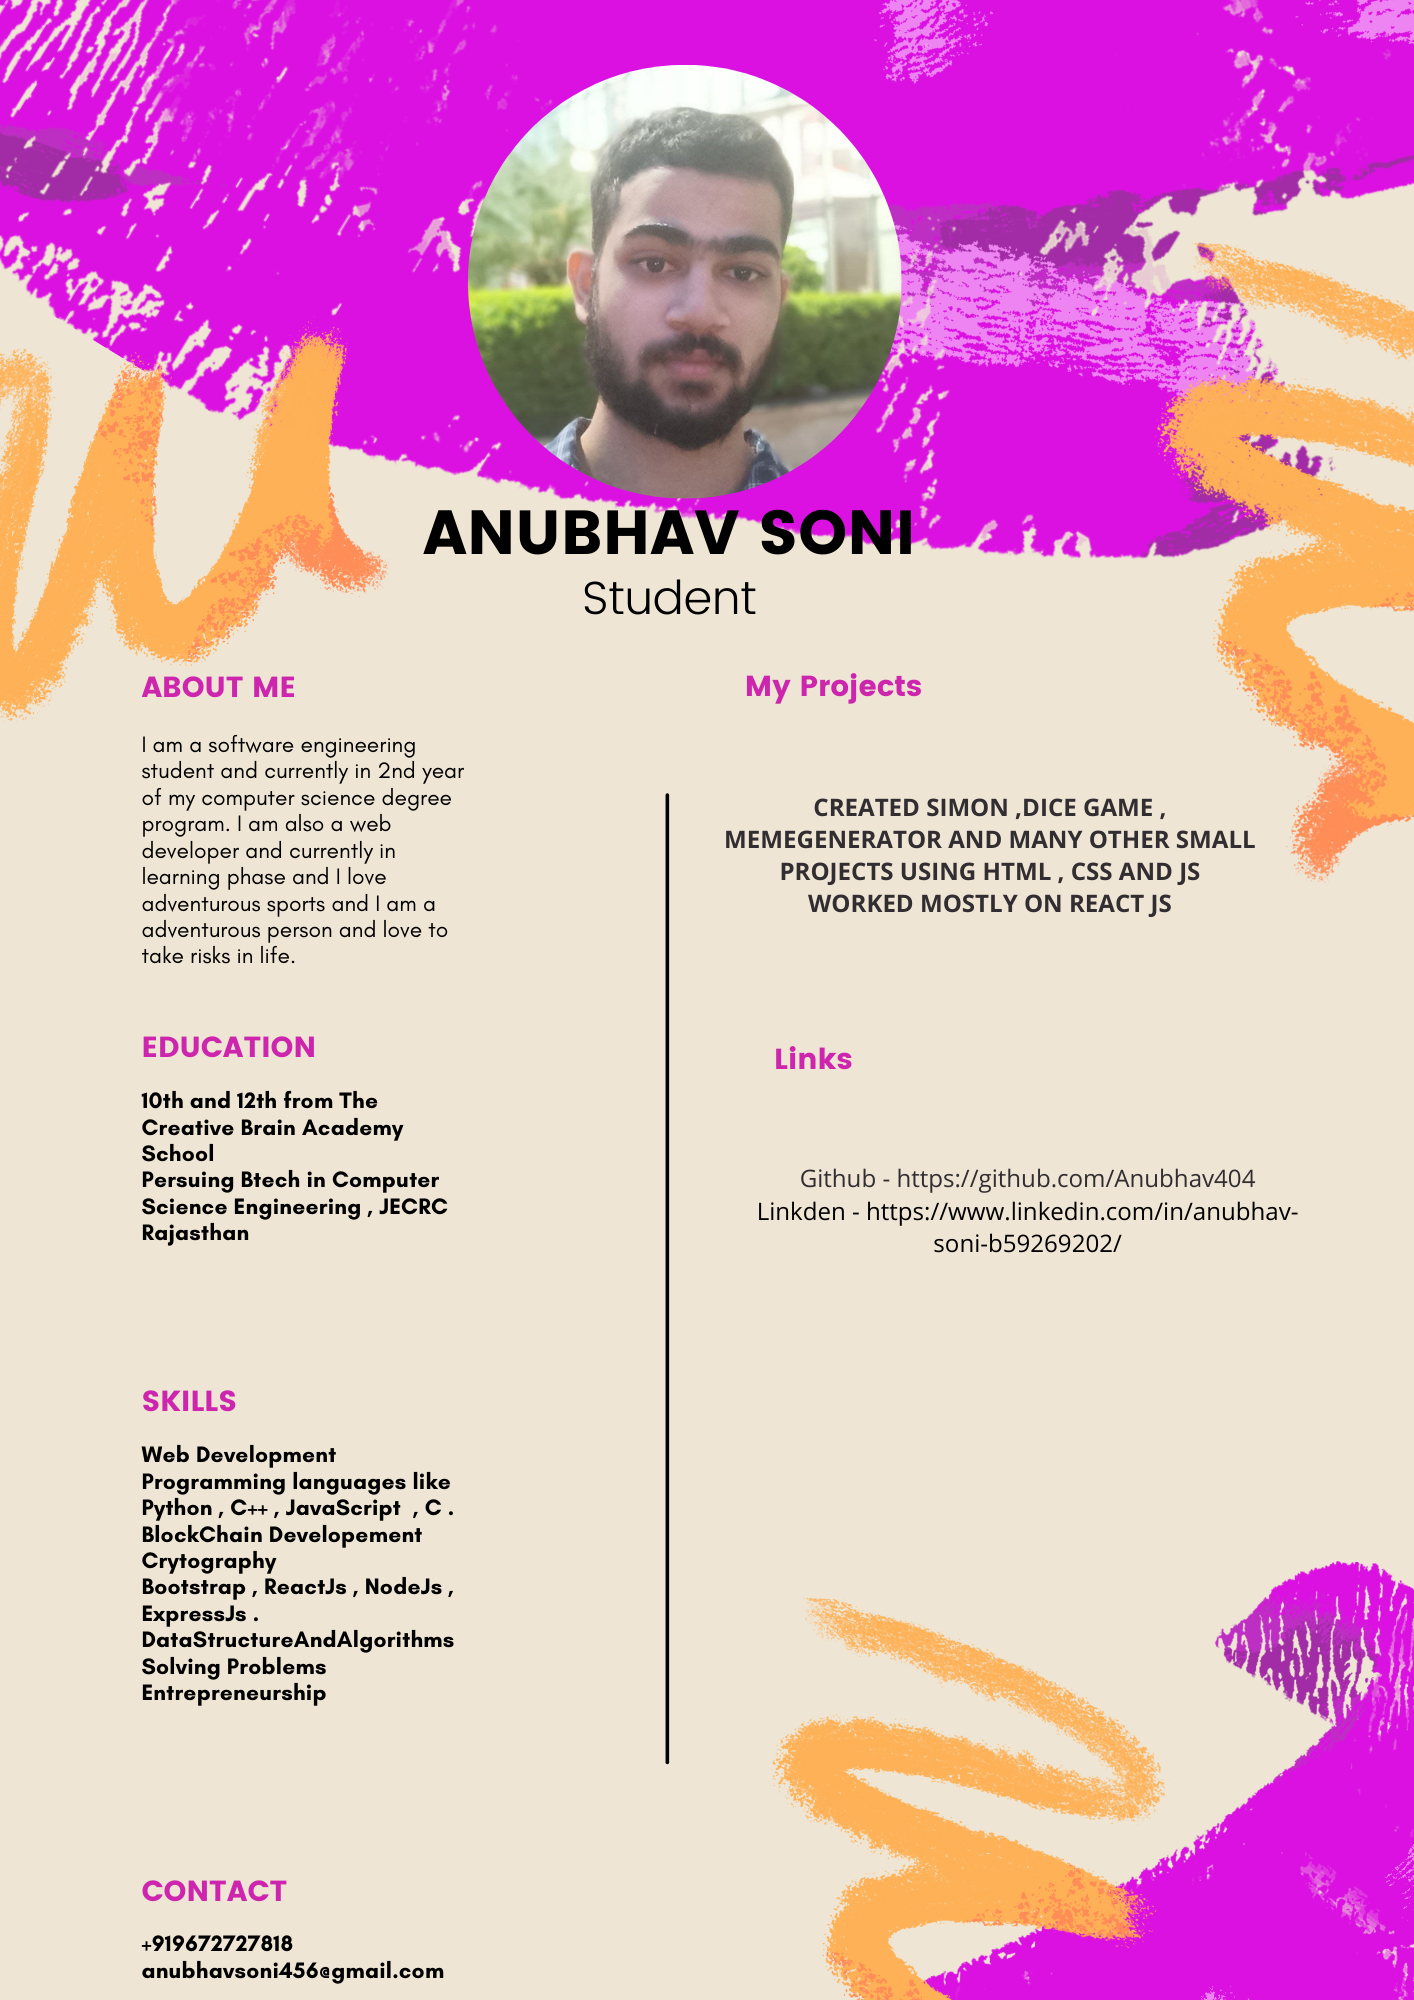 ANUBHAV SONI
Student
ABOUT ME
I am a software engineering
student and currently in 2nd year
of my computer science degree
program. I am also a web
developer and currently in
learning phase and I love
adventurous sports and I am a
adventurous person and love to
take risks in life.
EDUCATION
10th and 12th from The
Creative Brain Academy
School
Persuing Btech in Computer
Science Engineering , JECRC
Rajasthan
SKILLS
Web Development
Programming languages like
Python , C++ , JavaScript  , C .
BlockChain Developement
Crytography
Bootstrap , ReactJs , NodeJs ,
ExpressJs .
DataStructureAndAlgorithms
Solving Problems
Entrepreneurship
CONTACT
+919672727818
anubhavsoni456@gmail.com
My Projects
CREATED SIMON ,DICE GAME ,
MEMEGENERATOR AND MANY OTHER SMALL
PROJECTS USING HTML , CSS AND JS
WORKED MOSTLY ON REACT JS
Links
Github - https://github.com/Anubhav404
Linkden - https://www.linkedin.com/in/anubhav-
soni-b59269202/